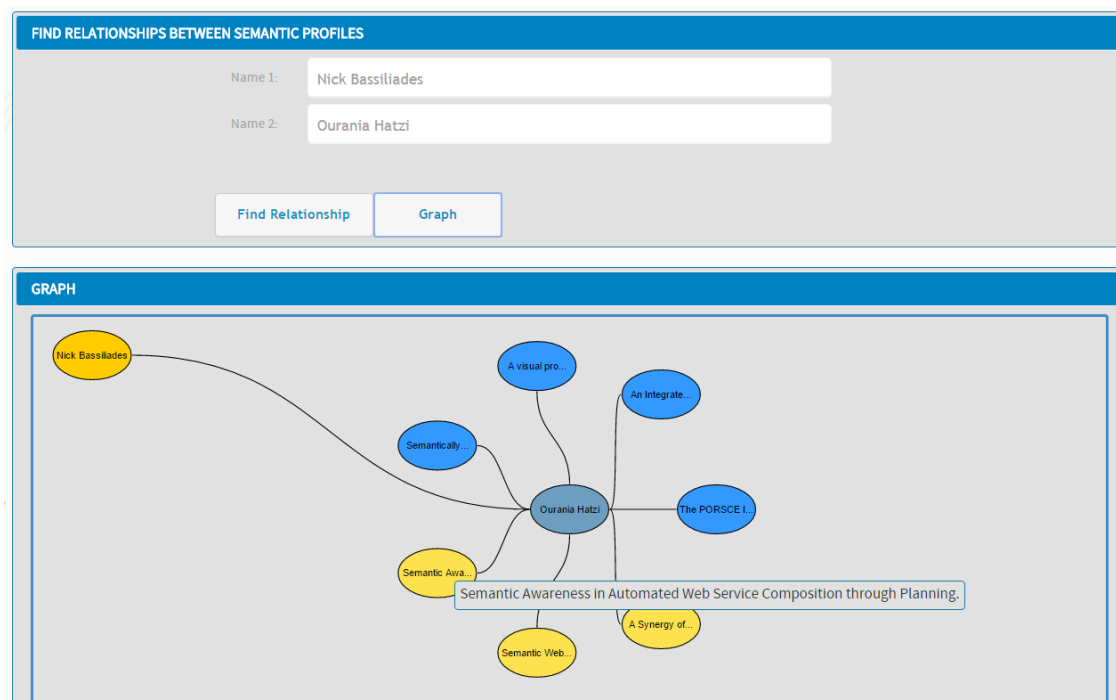 FIND RELATIONSHIPS BETWEEN SEMANTIC PROFILES
Name 1:
Nick Bassiliades
Name 2:
Ourania Hatzi
Find Relationship
Graph
GRAPH
Nick Bassiliades
A visual pro...
An Integrate...
Semantically...
Ourania Hatzi
The PORSCE I...
Semantic Awa...
Semantic Awareness in Automated Web Service Composition through Planning.
A Synergy of...
Semantic Web...